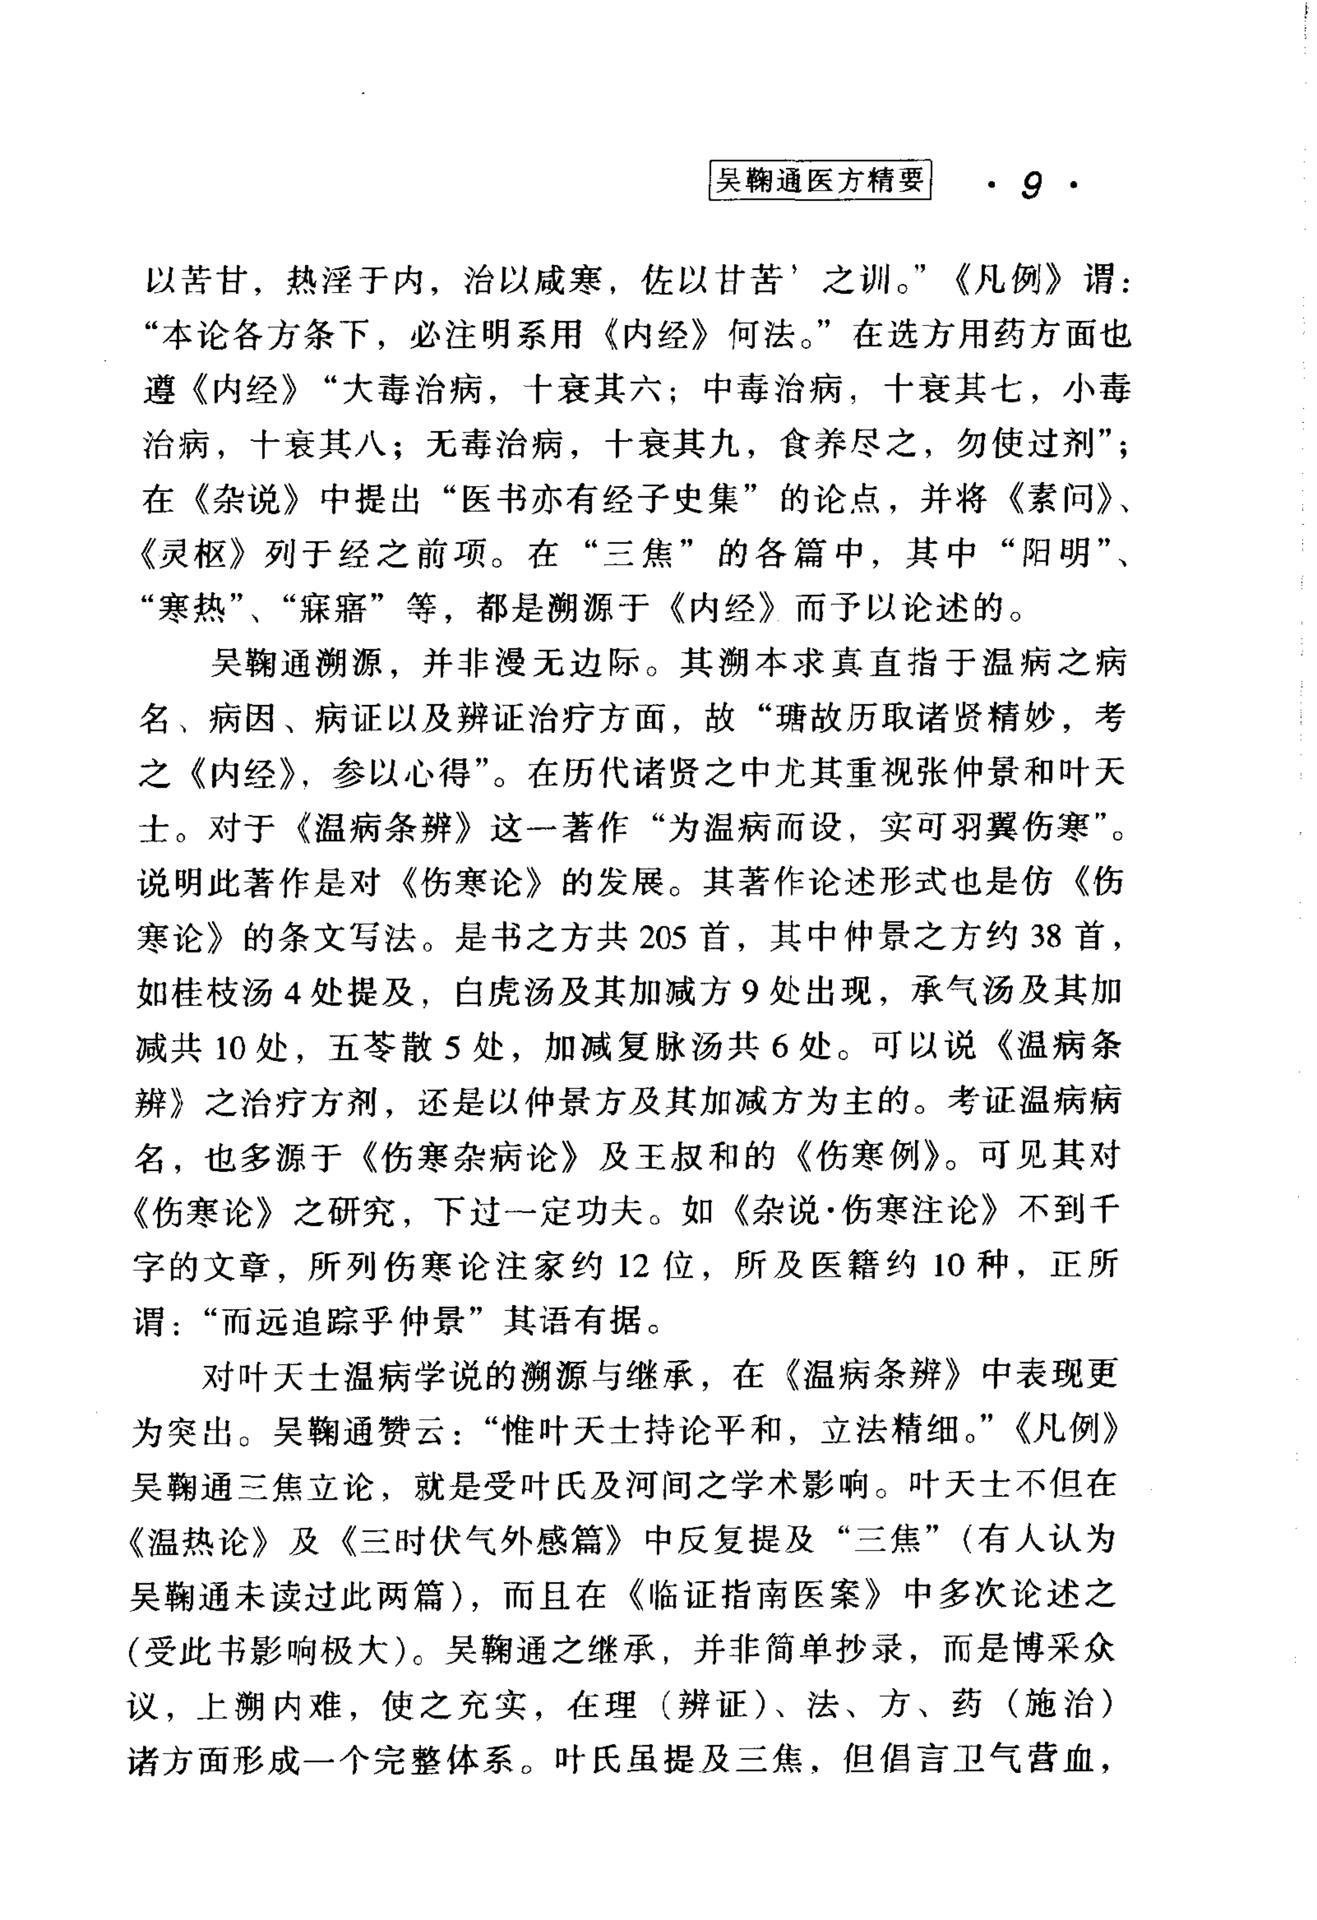 吴鞠通医方精要 · 9 ·
以苦甘，热淫于内，治以咸寒，佐以甘苦’之训。”《凡例》谓：
“本论各方条下，必注明系用《内经》何法。”在选方用药方面也
遵《内经》“大毒治病，十衰其六；中毒治病，十衰其七，小毒
治病，十衰其八；无毒治病，十衰其九，食养尽之，勿使过剂”；
在《杂说》中提出“医书亦有经子史集”的论点，并将《素问》、
《灵枢》列于经之前项。在“三焦”的各篇中，其中“阳明”、
“寒热”、“寐寤”等，都是溯源于《内经》而予以论述的。
吴鞠通溯源，并非漫无边际。其溯本求真直指于温病之病
名、病因、病证以及辨证治疗方面，故“瑭故历取诸贤精妙，考
之《内经》，参以心得”。在历代诸贤之中尤其重视张仲景和叶天
士。对于《温病条辨》这一著作“为温病而设，实可羽翼伤寒”。
说明此著作是对《伤寒论》的发展。其著作论述形式也是仿《伤
寒论》的条文写法。是书之方共 205 首，其中仲景之方约 38 首，
如桂枝汤 4 处提及，白虎汤及其加减方 9 处出现，承气汤及其加
减共 10 处，五苓散 5 处，加减复脉汤共 6 处。可以说《温病条
辨》之治疗方剂，还是以仲景方及其加减方为主的。考证温病病
名，也多源于《伤寒杂病论》及王叔和的《伤寒例》。可见其对
《伤寒论》之研究，下过一定功夫。如《杂说·伤寒注论》不到千
字的文章，所列伤寒论注家约 12 位，所及医籍约 10 种，正所
谓：“而远追踪乎仲景”其语有据。
对叶天士温病学说的溯源与继承，在《温病条辨》中表现更
为突出。吴鞠通赞云：“惟叶天士持论平和，立法精细。”《凡例》
吴鞠通三焦立论，就是受叶氏及河间之学术影响。叶天士不但在
《温热论》及《三时伏气外感篇》中反复提及“三焦”（有人认为
吴鞠通未读过此两篇），而且在《临证指南医案》中多次论述之
（受此书影响极大）。吴鞠通之继承，并非简单抄录，而是博采众
议，上溯内难，使之充实，在理（辨证）、法、方、药（施治）
诸方面形成一个完整体系。叶氏虽提及三焦，但倡言卫气营血，